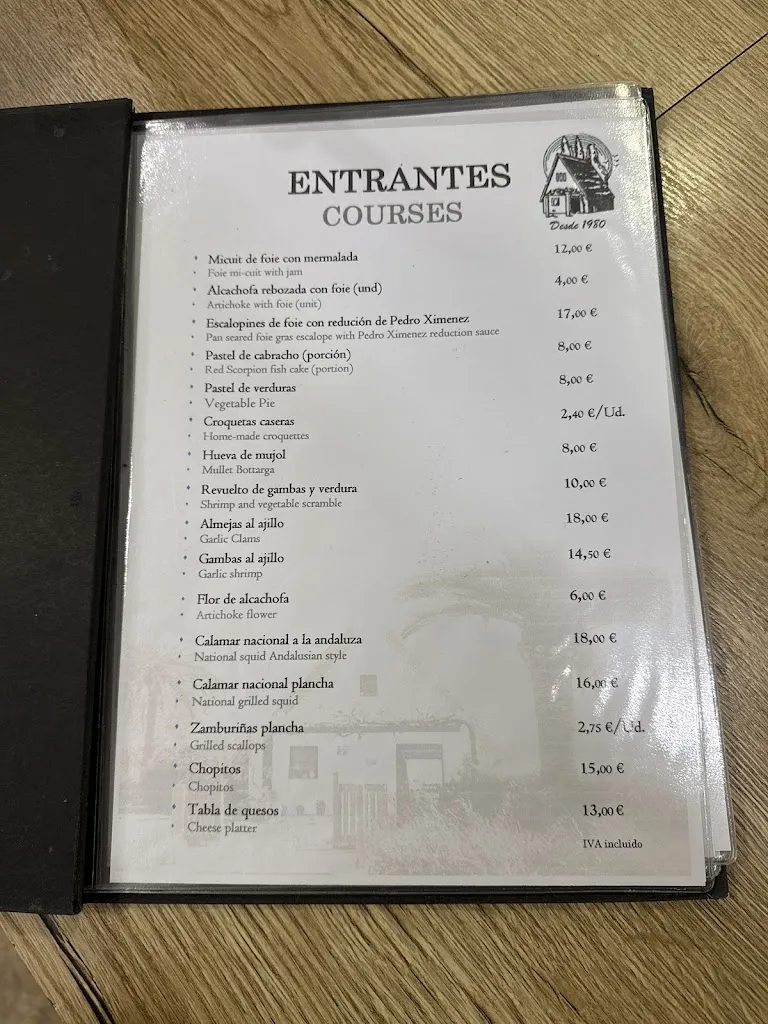 ENTRANTES
COURSES
Desde 1980
Micuit de foie con mermalada 12,00 €
Foie mi-cuit with jam
Alcachofa rebozada con foie (und) 4,00 €
Artichoke with foie (unit)
Escalopines de foie con redución de Pedro Ximenez 17,00 €
Pan seared foie gras escalope with Pedro Ximenez reduction sauce
Pastel de cabracho (porción) 8,00 €
Red Scorpion fish cake (portion)
Pastel de verduras 8,00 €
Vegetable Pie
Croquetas caseras 2,40 €/Ud.
Home-made croquettes
Hueva de mujol 8,00 €
Mullet Bottarga
Revuelto de gambas y verdura 10,00 €
Shrimp and vegetable scramble
Almejas al ajillo 18,00 €
Garlic Clams
Gambas al ajillo 14,50 €
Garlic shrimp
Flor de alcachofa 6,00 €
Artichoke flower
Calamar nacional a la andaluza 18,00 €
National squid Andalusian style
Calamar nacional plancha 16,00 €
National grilled squid
Zamburiñas plancha 2,75 €/Ud.
Grilled scallops
Chopitos 15,00 €
Chopitos
Tabla de quesos 13,00 €
Cheese platter
IVA incluido